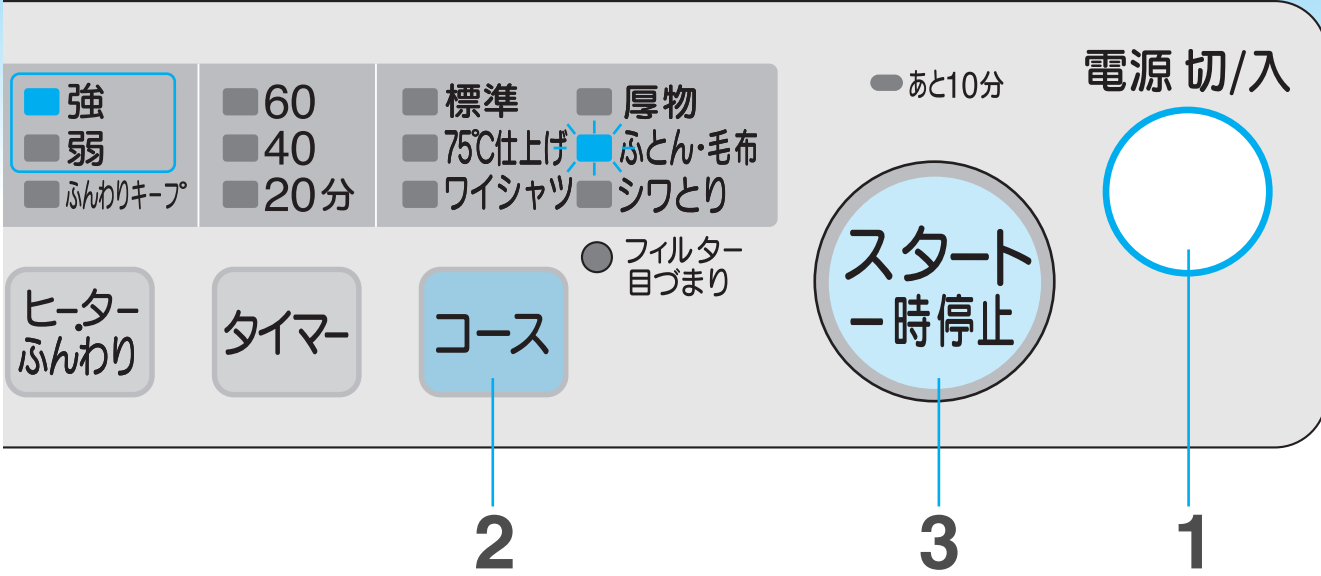 強
弱
ふんわりキープ
60
40
20分
標準
75℃仕上げ
ワイシャツ
厚物
ふとん・毛布
シワとり
フィルター
目づまり
ヒーター
ふんわり
タイマー
コース
あと10分
スタート
一時停止
電源 切/入
2
3
1